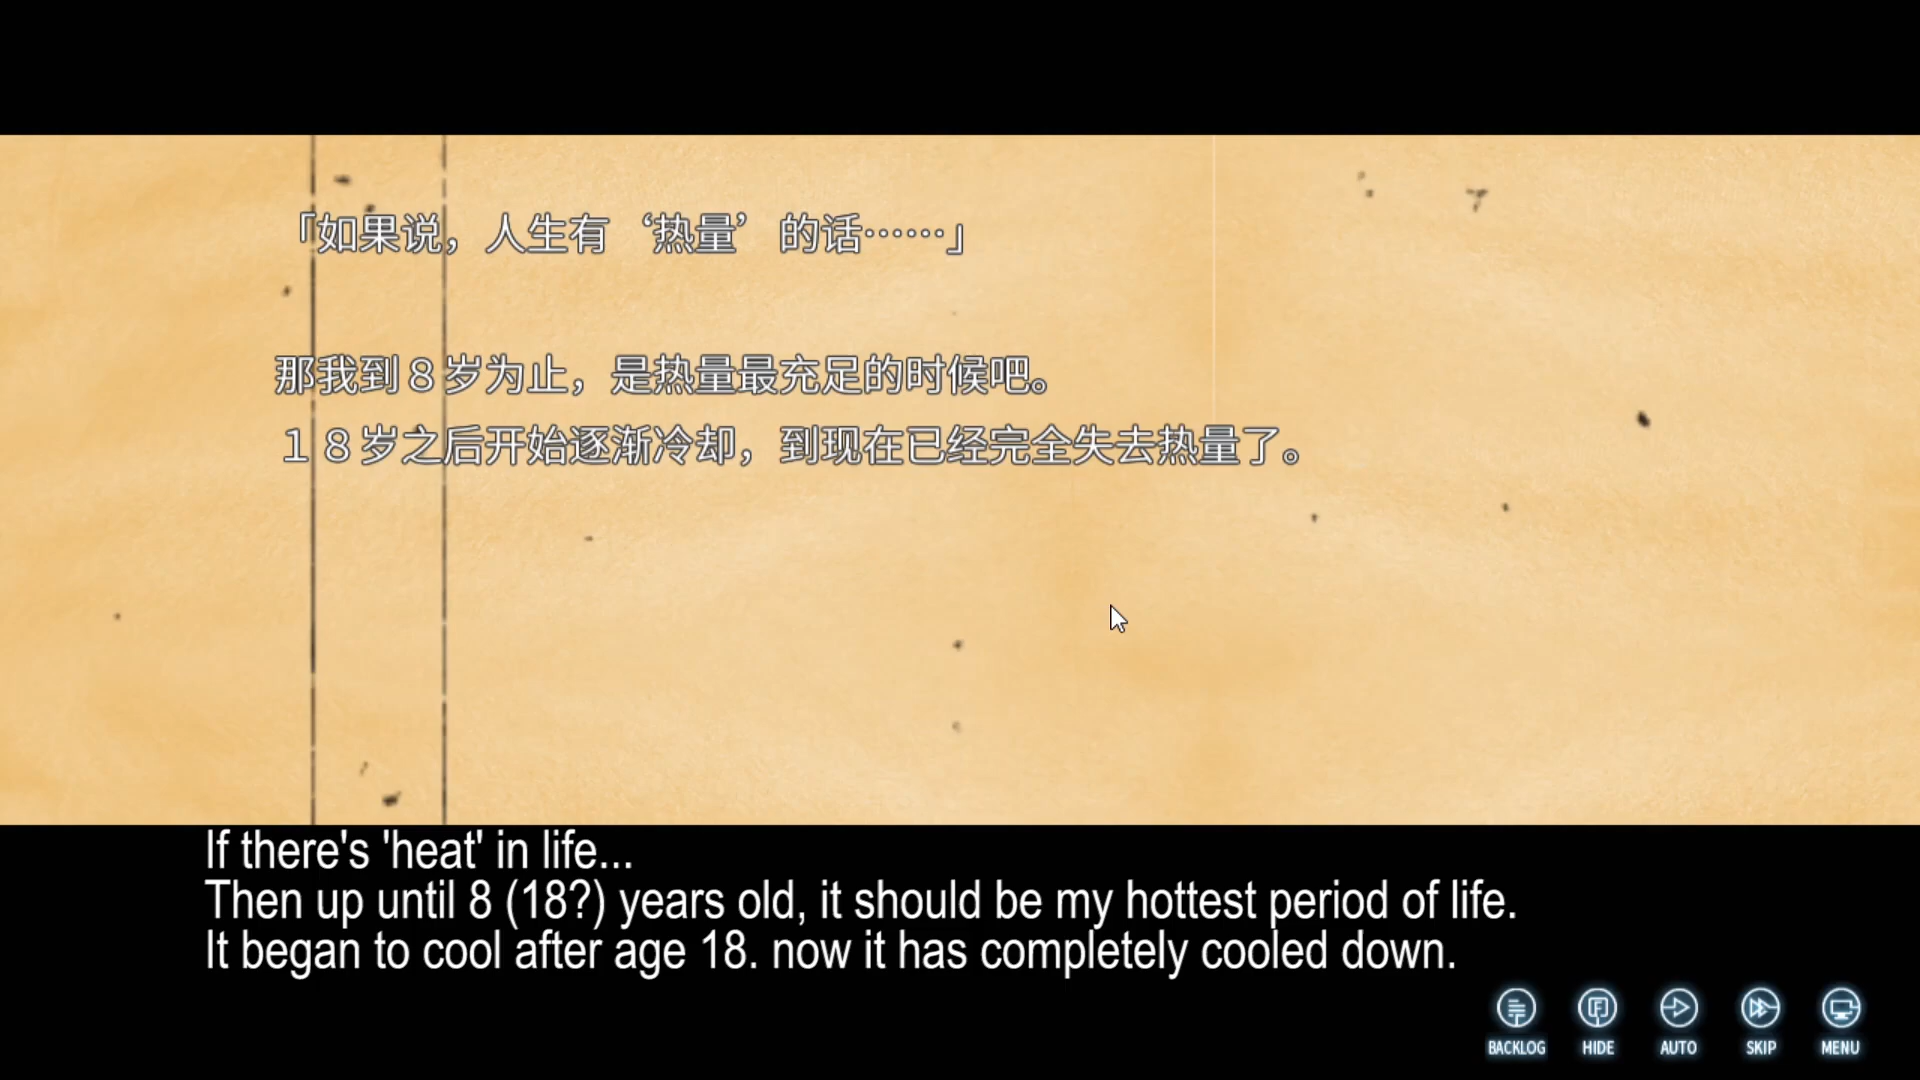 「如果说，人生有‘热量’的话……」
那我到８岁为止，是热量最充足的时候吧。
１８岁之后开始逐渐冷却，到现在已经完全失去热量了。
If there's 'heat' in life...
Then up until 8 (18?) years old, it should be my hottest period of life.
It began to cool after age 18. now it has completely cooled down.
BACKLOG HIDE AUTO SKIP MENU